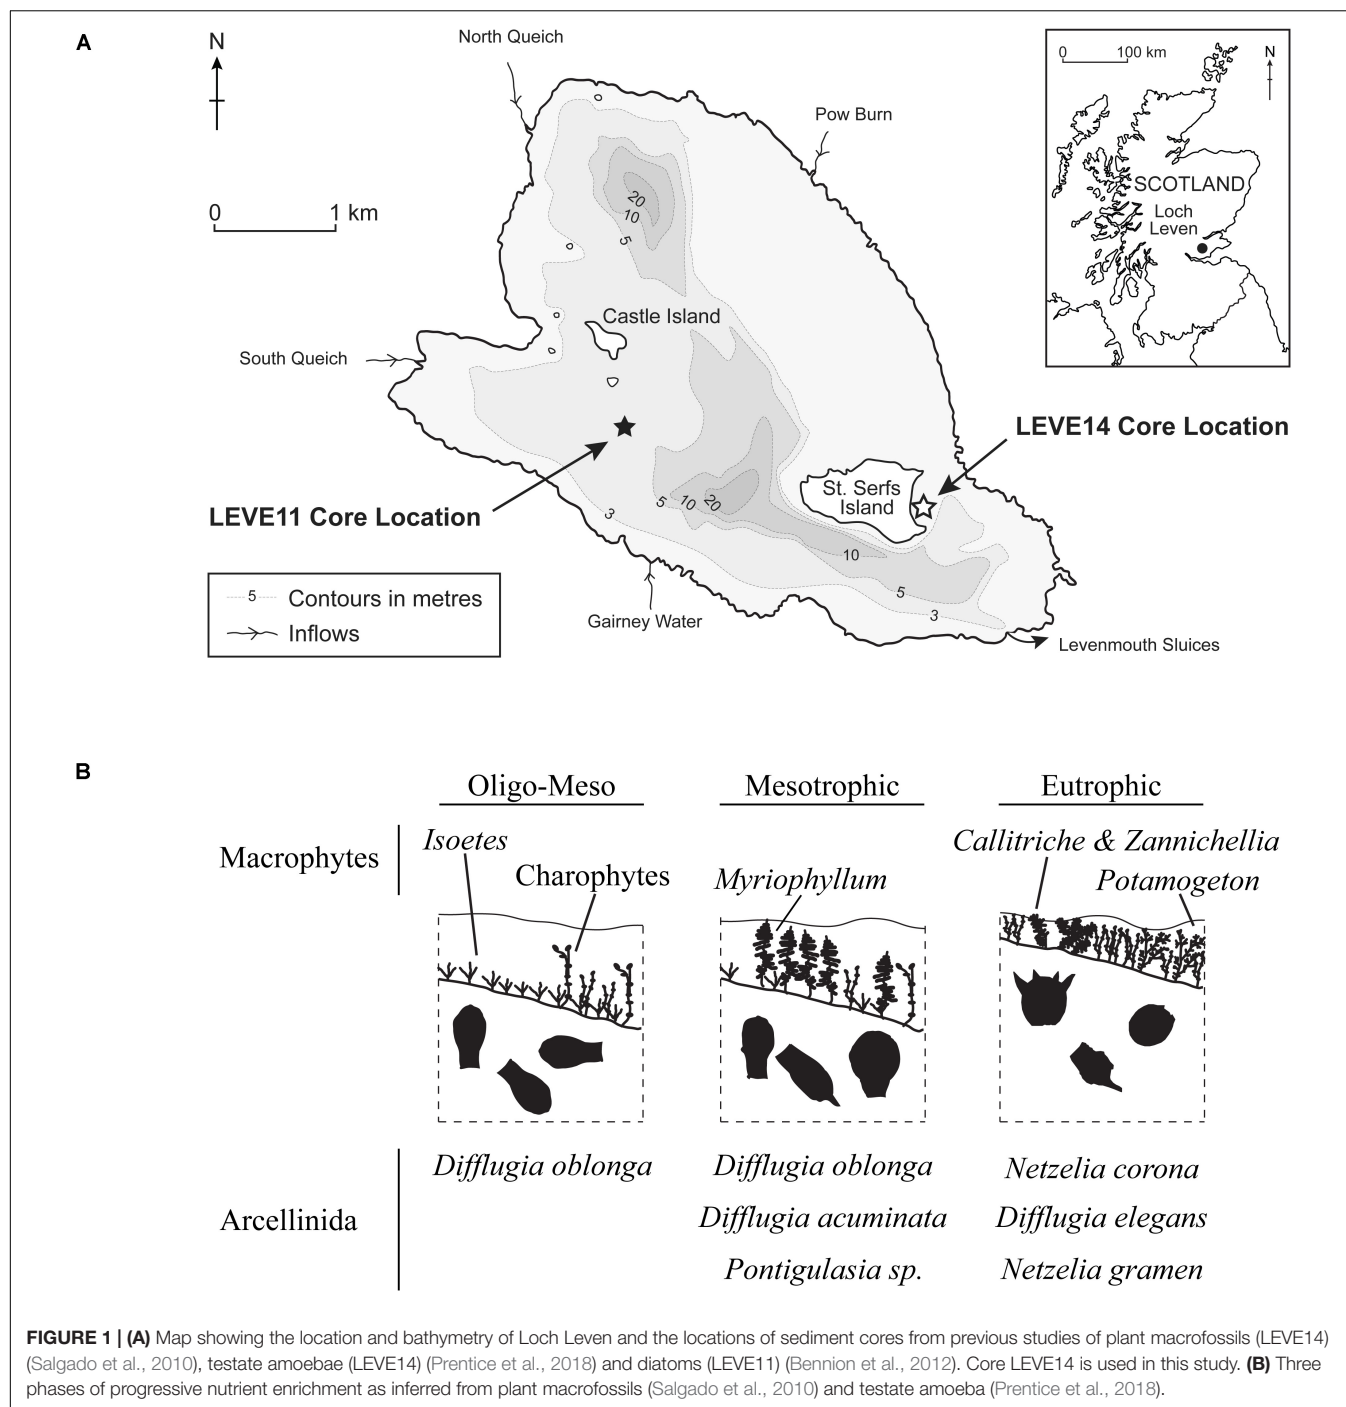 A
N
0 1 km
North Queich
Pow Burn
0 100 km
N
SCOTLAND
Loch
Leven
20
10
5
Castle Island
South Queich
LEVE14 Core Location
St. Serfs
Island
LEVE11 Core Location
3
5
10
20
10
5
3
5 Contours in metres
Inflows
Gairney Water
Levenmouth Sluices
B
Oligo-Meso Mesotrophic Eutrophic
Macrophytes
Isoetes
Charophytes
Myriophyllum
Callitriche & Zannichellia
Potamogeton
Arcellinida
Difflugia oblonga
Difflugia oblonga
Difflugia acuminata
Pontigulasia sp.
Netzelia corona
Difflugia elegans
Netzelia gramen
FIGURE 1 | (A) Map showing the location and bathymetry of Loch Leven and the locations of sediment cores from previous studies of plant macrofossils (LEVE14)
(Salgado et al., 2010), testate amoebae (LEVE14) (Prentice et al., 2018) and diatoms (LEVE11) (Bennion et al., 2012). Core LEVE14 is used in this study. (B) Three
phases of progressive nutrient enrichment as inferred from plant macrofossils (Salgado et al., 2010) and testate amoeba (Prentice et al., 2018).